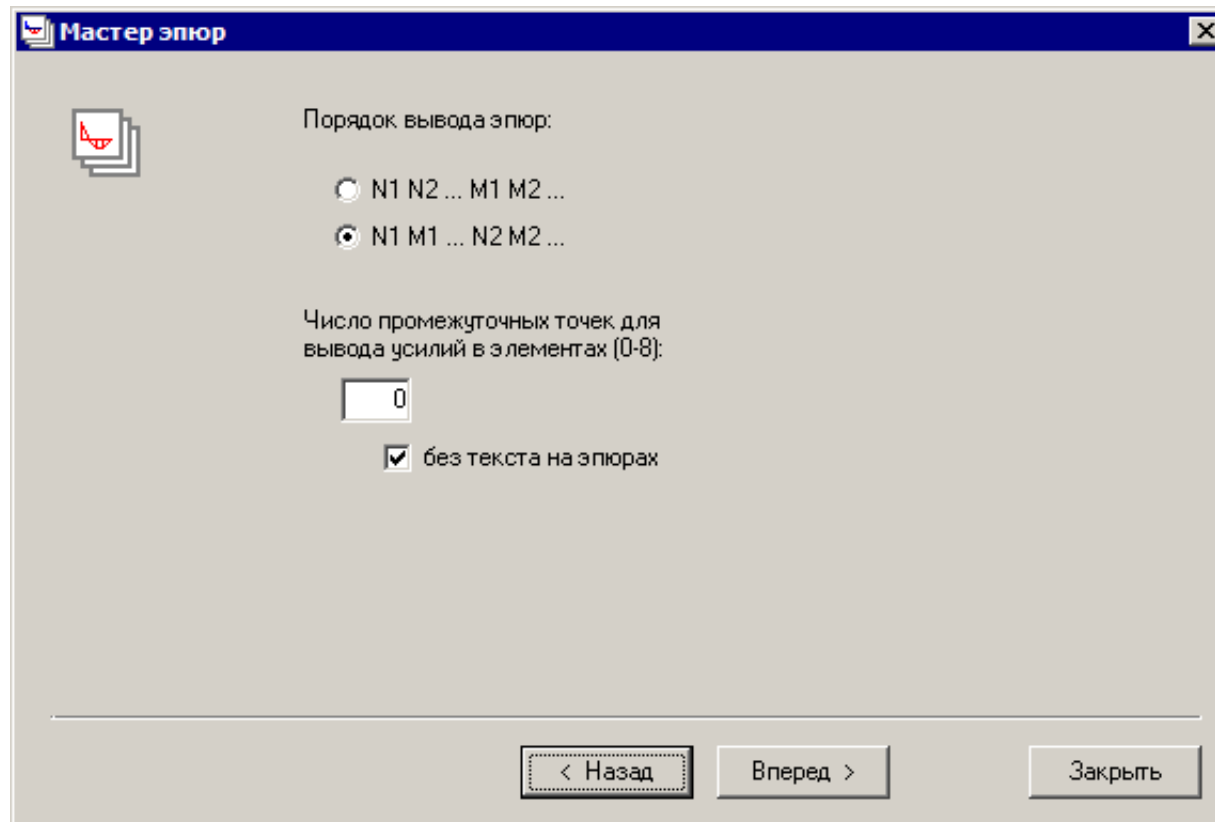 Мастер эпюр
Порядок вывода эпюр:
N1 N2 ... M1 M2 ...
N1 M1 ... N2 M2 ...
Число промежуточных точек для
вывода усилий в элементах (0-8):
0
без текста на эпюрах
< Назад
Вперед >
Закрыть